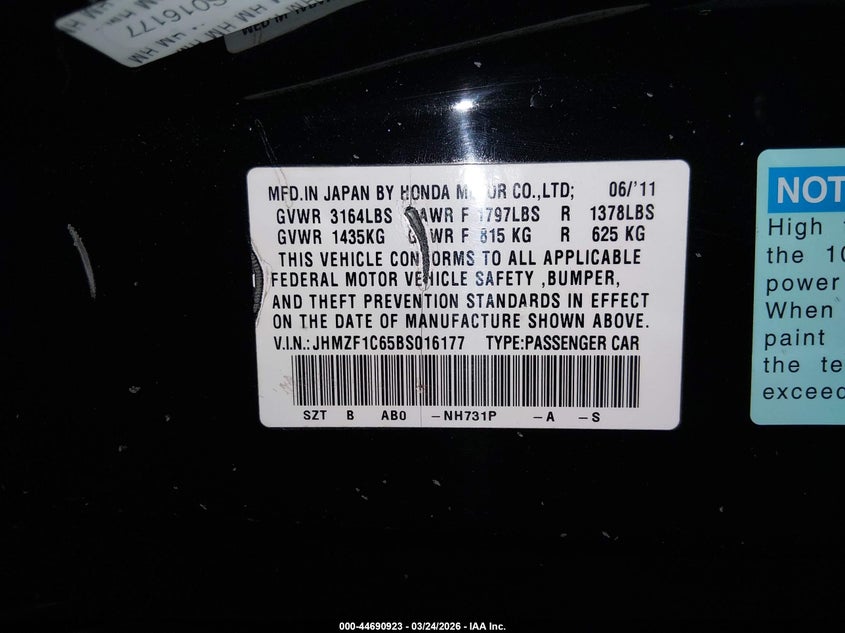 S016177
MFD.IN JAPAN BY HONDA MOTOR CO.,LTD; 06/'11
GVWR 3164LBS GAWR F 1797LBS R 1378LBS
GVWR 1435KG GAWR F 815 KG R 625 KG
THIS VEHICLE CONFORMS TO ALL APPLICABLE
FEDERAL MOTOR VEHICLE SAFETY ,BUMPER,
AND THEFT PREVENTION STANDARDS IN EFFECT
ON THE DATE OF MANUFACTURE SHOWN ABOVE.
V.I.N.:JHMZF1C65BS016177 TYPE:PASSENGER CAR
SZT B AB0 -NH731P -A -S
NOT
High
the 10
power
When
paint
the te
exceed
000-44690923 - 03/24/2026 - IAA Inc.